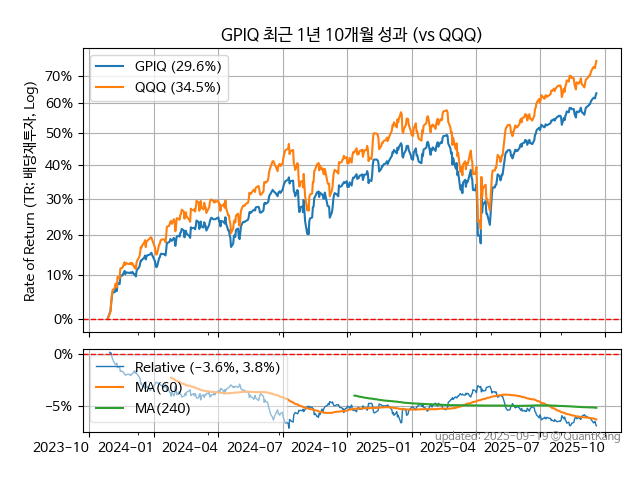 GPIQ 최근 1년 10개월 성과 (vs QQQ)
Rate of Return (TR: 배당재투자, Log)
70%
60%
50%
40%
30%
20%
10%
0%
GPIQ (29.6%)
QQQ (34.5%)
0%
−5%
Relative (−3.6%, 3.8%)
MA(60)
MA(240)
2023-10 2024-01 2024-04 2024-07 2024-10 2025-01 2025-04 2025-07 2025-10
updated: 2025-09-19 © QuantKang